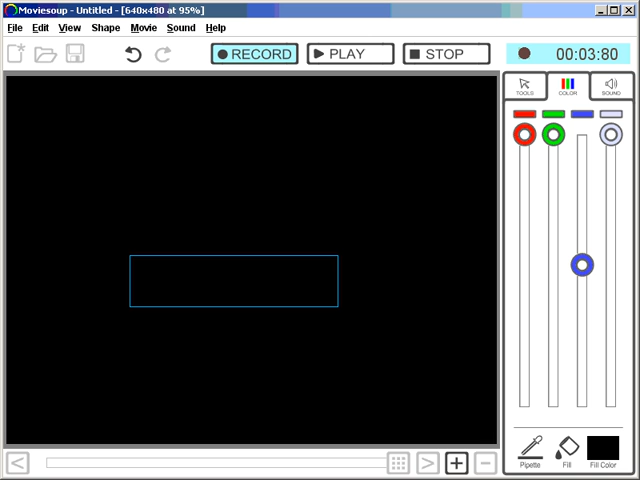 Moviesoup - Untitled - [640x480 at 95%]
File Edit View Shape Movie Sound Help
RECORD PLAY STOP 00:03:80
TOOLS COLOR SOUND
Pipette Fill Fill Color